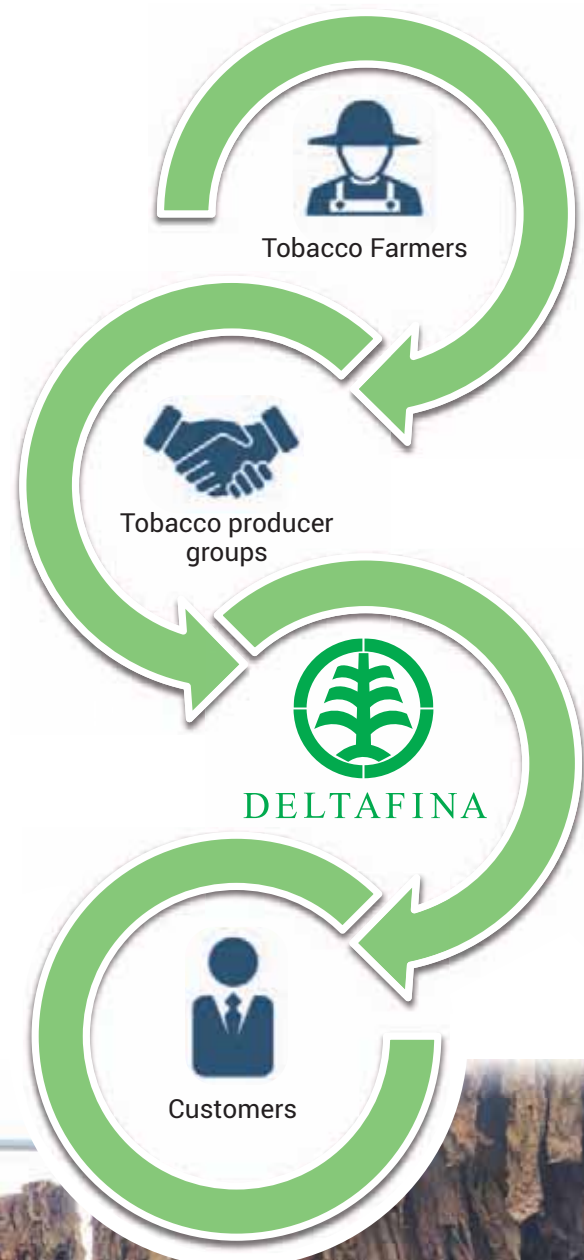 Tobacco Farmers
Tobacco producer
groups
DELTAFINA
Customers